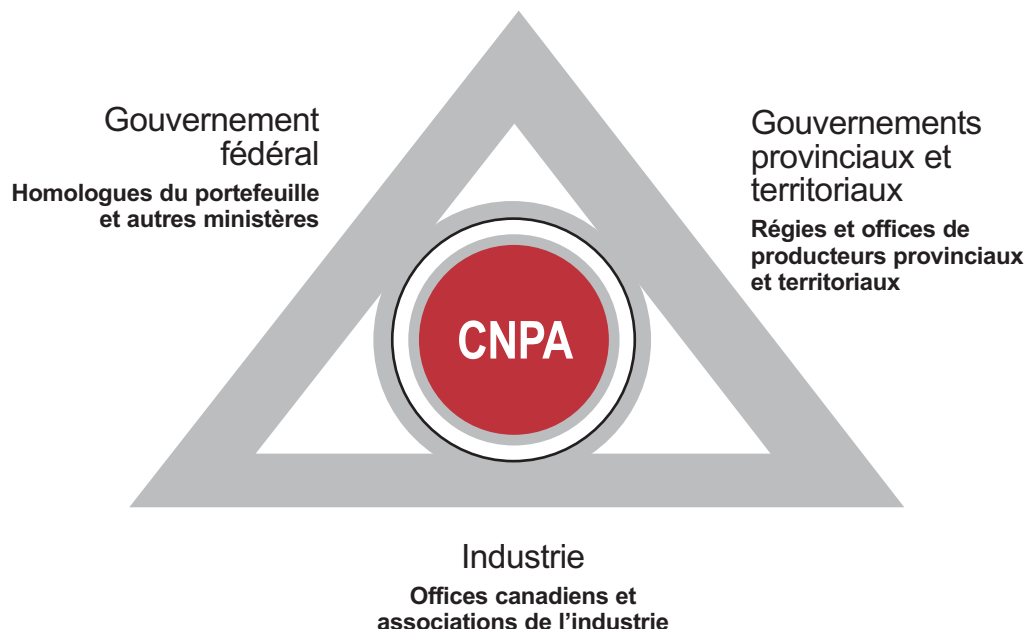 Gouvernement
fédéral
Homologues du portefeuille
et autres ministères
Gouvernements
provinciaux et
territoriaux
Régies et offices de
producteurs provinciaux
et territoriaux
CNPA
Industrie
Offices canadiens et
associations de l'industrie